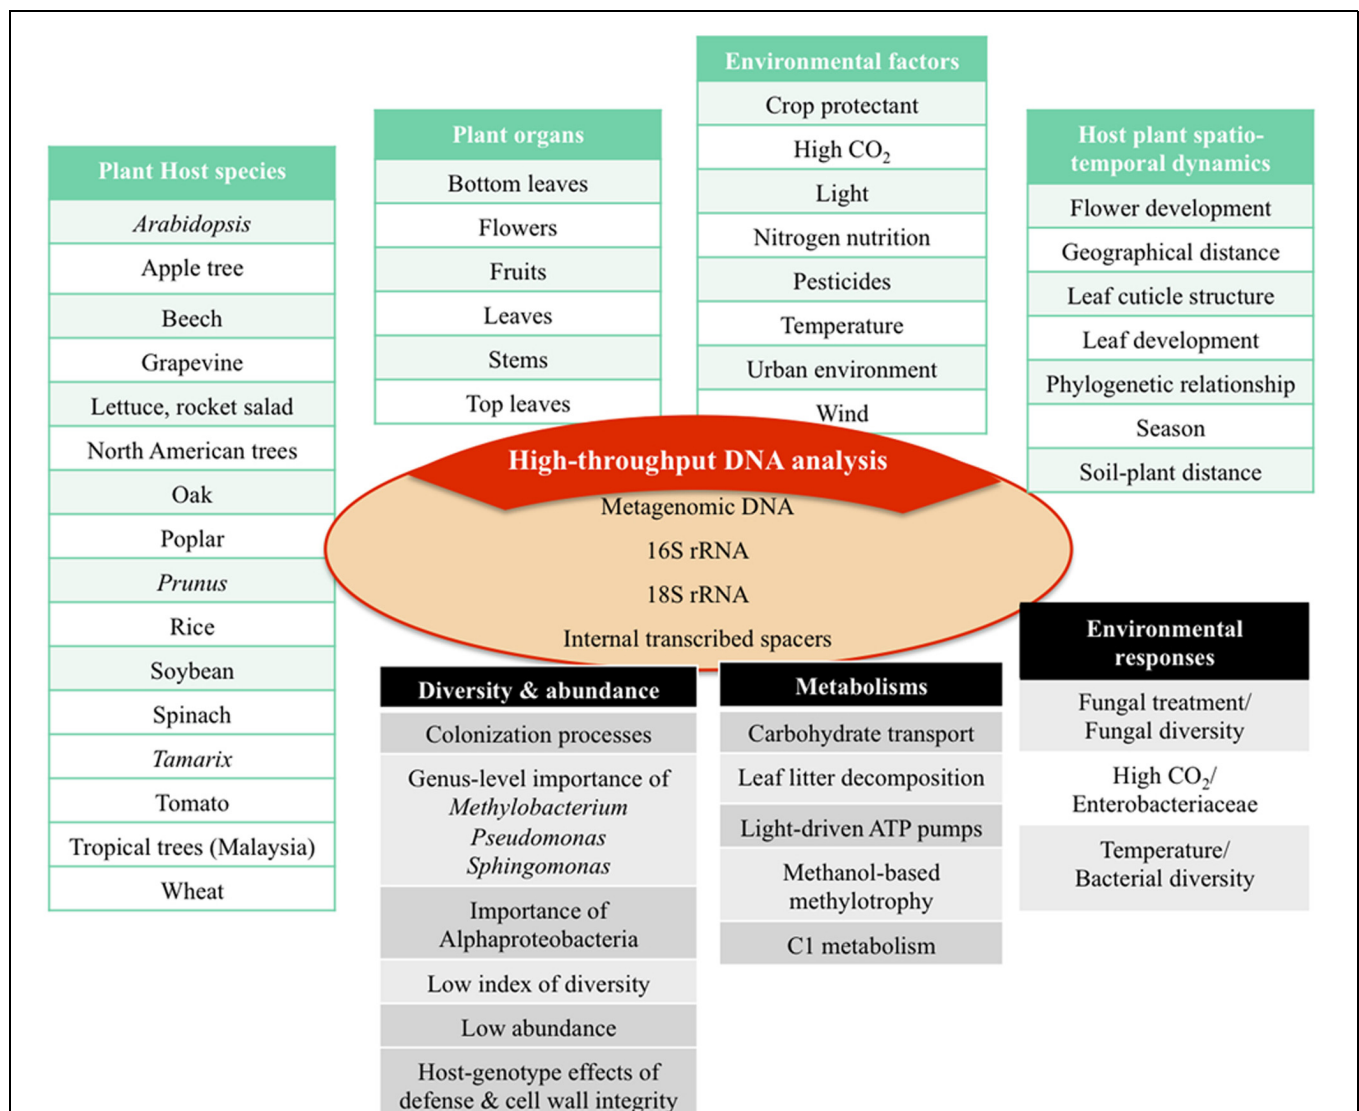 Plant Host species
Arabidopsis
Apple tree
Beech
Grapevine
Lettuce, rocket salad
North American trees
Oak
Poplar
Prunus
Rice
Soybean
Spinach
Tamarix
Tomato
Tropical trees (Malaysia)
Wheat
Plant organs
Bottom leaves
Flowers
Fruits
Leaves
Stems
Top leaves
Environmental factors
Crop protectant
High CO₂
Light
Nitrogen nutrition
Pesticides
Temperature
Urban environment
Wind
Host plant spatio-
temporal dynamics
Flower development
Geographical distance
Leaf cuticle structure
Leaf development
Phylogenetic relationship
Season
Soil-plant distance
High-throughput DNA analysis
Metagenomic DNA
16S rRNA
18S rRNA
Internal transcribed spacers
Diversity & abundance
Colonization processes
Genus-level importance of
Methylobacterium
Pseudomonas
Sphingomonas
Importance of
Alphaproteobacteria
Low index of diversity
Low abundance
Host-genotype effects of
defense & cell wall integrity
Metabolisms
Carbohydrate transport
Leaf litter decomposition
Light-driven ATP pumps
Methanol-based
methylotrophy
C1 metabolism
Environmental
responses
Fungal treatment/
Fungal diversity
High CO₂/
Enterobacteriaceae
Temperature/
Bacterial diversity